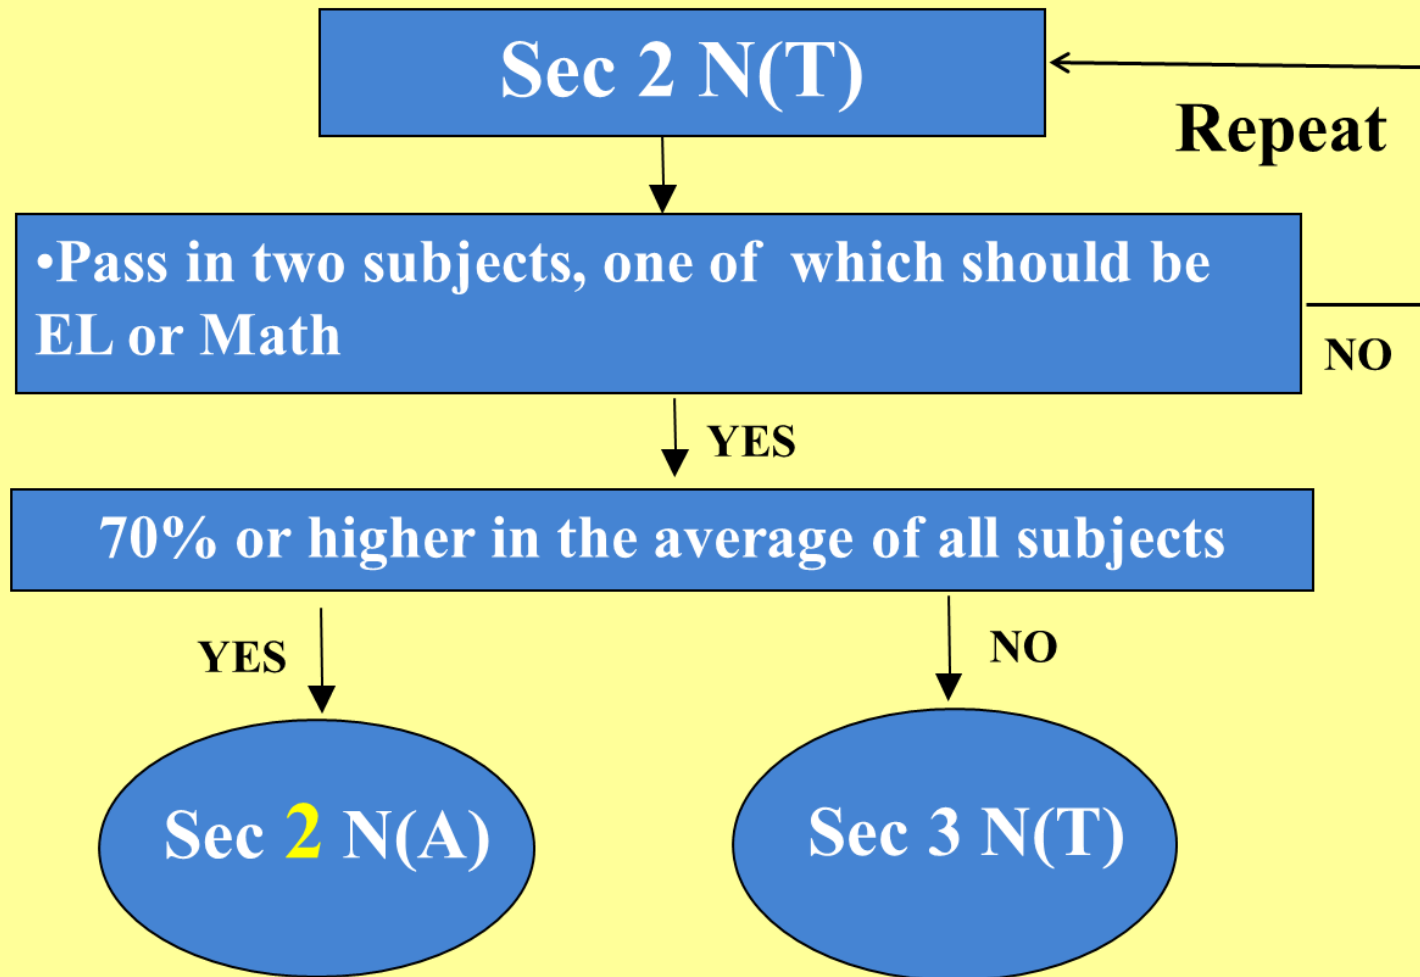 Sec 2 N(T)
Repeat
•Pass in two subjects, one of which should be
EL or Math
NO
YES
70% or higher in the average of all subjects
YES
NO
Sec 2 N(A)
Sec 3 N(T)